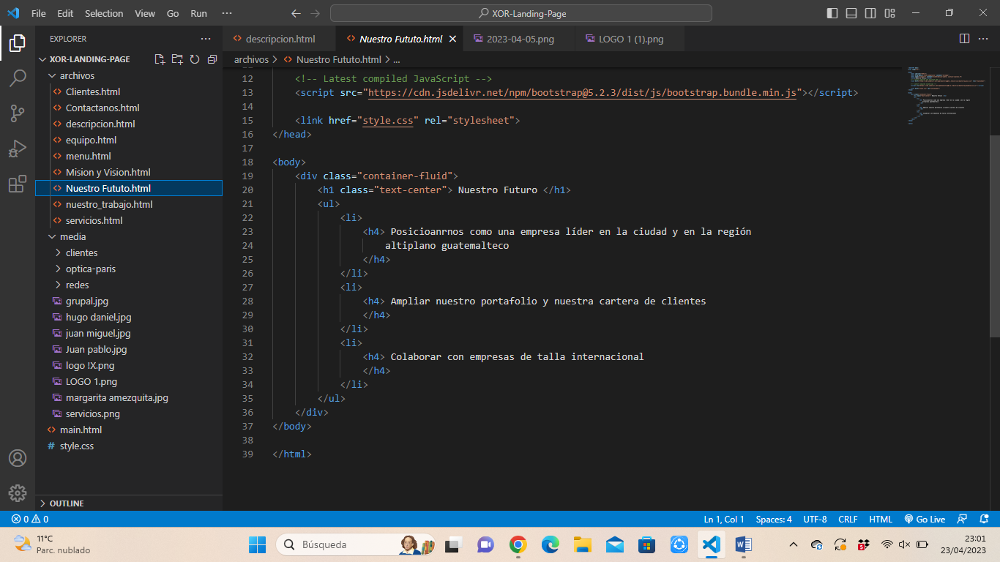 File Edit Selection View Go Run ···
XOR-Landing-Page
EXPLORER ···
XOR-LANDING-PAGE
archivos
Clientes.html
Contactanos.html
descripcion.html
equipo.html
menu.html
Mision y Vision.html
Nuestro Fututo.html
nuestro_trabajo.html
servicios.html
media
clientes
optica-paris
redes
grupal.jpg
hugo daniel.jpg
juan miguel.jpg
Juan pablo.jpg
logo !X.png
LOGO 1.png
margarita amezquita.jpg
servicios.png
main.html
# style.css
OUTLINE
descripcion.html Nuestro Fututo.html 2023-04-05.png LOGO 1 (1).png ···
archivos > Nuestro Fututo.html > ...
12 <!-- Latest compiled JavaScript -->
13 <script src="https://cdn.jsdelivr.net/npm/bootstrap@5.2.3/dist/js/bootstrap.bundle.min.js"></script>
14
15 <link href="style.css" rel="stylesheet">
16 </head>
17
18 <body>
19 <div class="container-fluid">
20 <h1 class="text-center"> Nuestro Futuro </h1>
21 <ul>
22 <li>
23 <h4> Posicioanrnos como una empresa líder en la ciudad y en la región
24 altiplano guatemalteco
25 </h4>
26 </li>
27 <li>
28 <h4> Ampliar nuestro portafolio y nuestra cartera de clientes
29 </h4>
30 </li>
31 <li>
32 <h4> Colaborar con empresas de talla internacional
33 </h4>
34 </li>
35 </ul>
36 </div>
37 </body>
38
39 </html>
0 0 Ln 1, Col 1 Spaces: 4 UTF-8 CRLF HTML Go Live
11°C
Parc. nublado
Búsqueda
5
23:01
23/04/2023